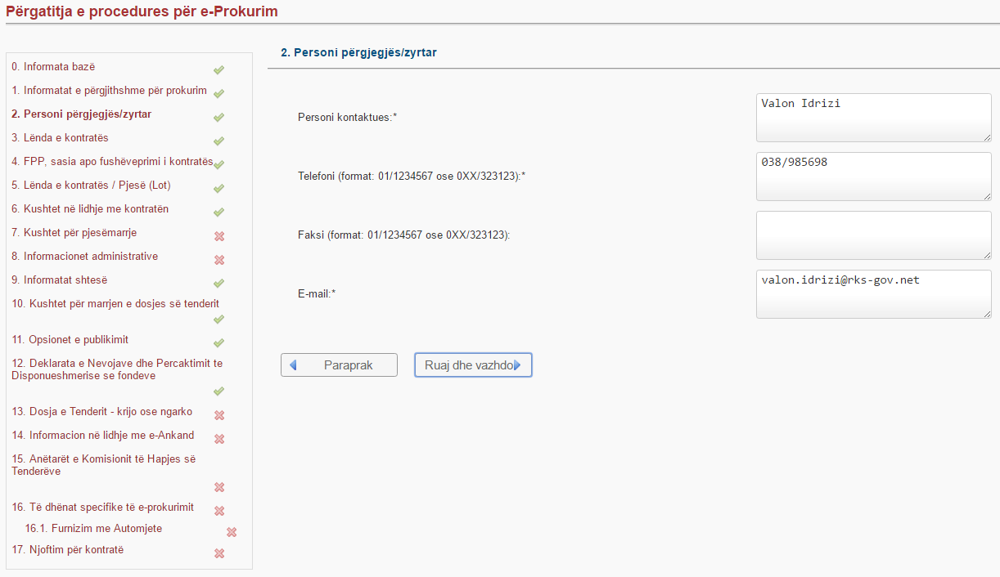 Përgatitja e procedures për e-Prokurim
0. Informata bazë
1. Informatat e përgjithshme për prokurim
2. Personi përgjegjës/zyrtar
3. Lënda e kontratës
4. FPP, sasia apo fushëveprimi i kontratës
5. Lënda e kontratës / Pjesë (Lot)
6. Kushtet në lidhje me kontratën
7. Kushtet për pjesëmarrje
8. Informacionet administrative
9. Informatat shtesë
10. Kushtet për marrjen e dosjes së tenderit
11. Opsionet e publikimit
12. Deklarata e Nevojave dhe Percaktimit te
Disponueshmerise se fondeve
13. Dosja e Tenderit - krijo ose ngarko
14. Informacion në lidhje me e-Ankand
15. Anëtarët e Komisionit të Hapjes së
Tenderëve
16. Të dhënat specifike të e-prokurimit
16.1. Furnizim me Automjete
17. Njoftim për kontratë
2. Personi përgjegjës/zyrtar
Personi kontaktues:*
Valon Idrizi
Telefoni (format: 01/1234567 ose 0XX/323123):*
038/985698
Faksi (format: 01/1234567 ose 0XX/323123):
E-mail:*
valon.idrizi@rks-gov.net
Paraprak
Ruaj dhe vazhdo